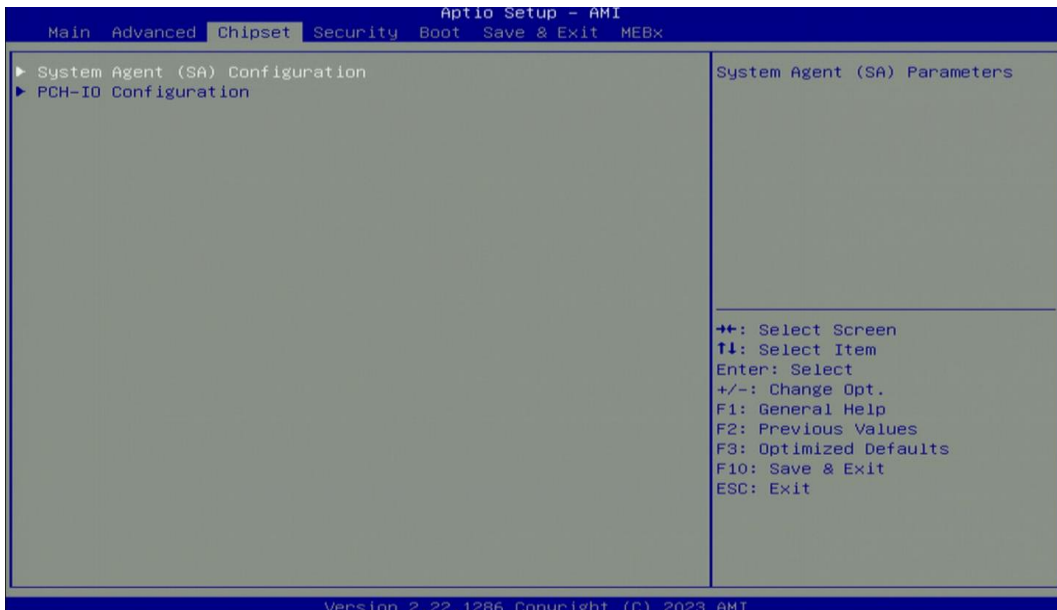 Aptio Setup – AMI
Main Advanced Chipset Security Boot Save & Exit MEBx
▶ System Agent (SA) Configuration
▶ PCH-IO Configuration
System Agent (SA) Parameters
→←: Select Screen
↑↓: Select Item
Enter: Select
+/-: Change Opt.
F1: General Help
F2: Previous Values
F3: Optimized Defaults
F10: Save & Exit
ESC: Exit
Version 2.22.1286 Copyright (C) 2023 AMI